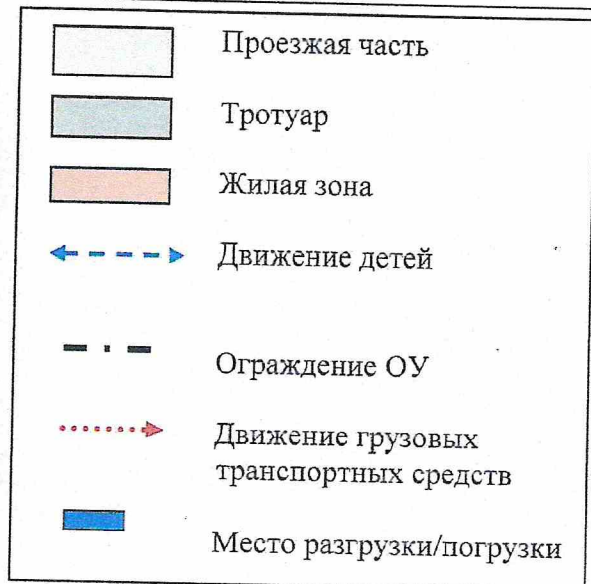 Проезжая часть
Тротуар
Жилая зона
Движение детей
Ограждение ОУ
Движение грузовых
транспортных средств
Место разгрузки/погрузки